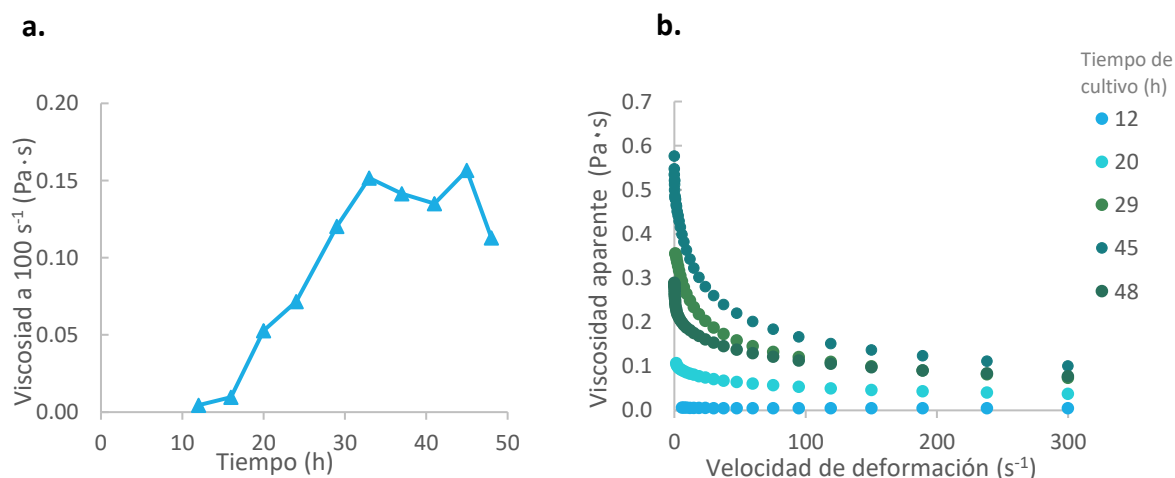 a.
Viscosiad a 100 s⁻¹ (Pa·s)
0.20
0.15
0.10
0.05
0.00
0 10 20 30 40 50
Tiempo (h)
b.
Tiempo de
cultivo (h)
12
20
29
45
48
Viscosidad aparente (Pa·s)
0.7
0.6
0.5
0.4
0.3
0.2
0.1
0.0
0 100 200 300
Velocidad de deformación (s⁻¹)